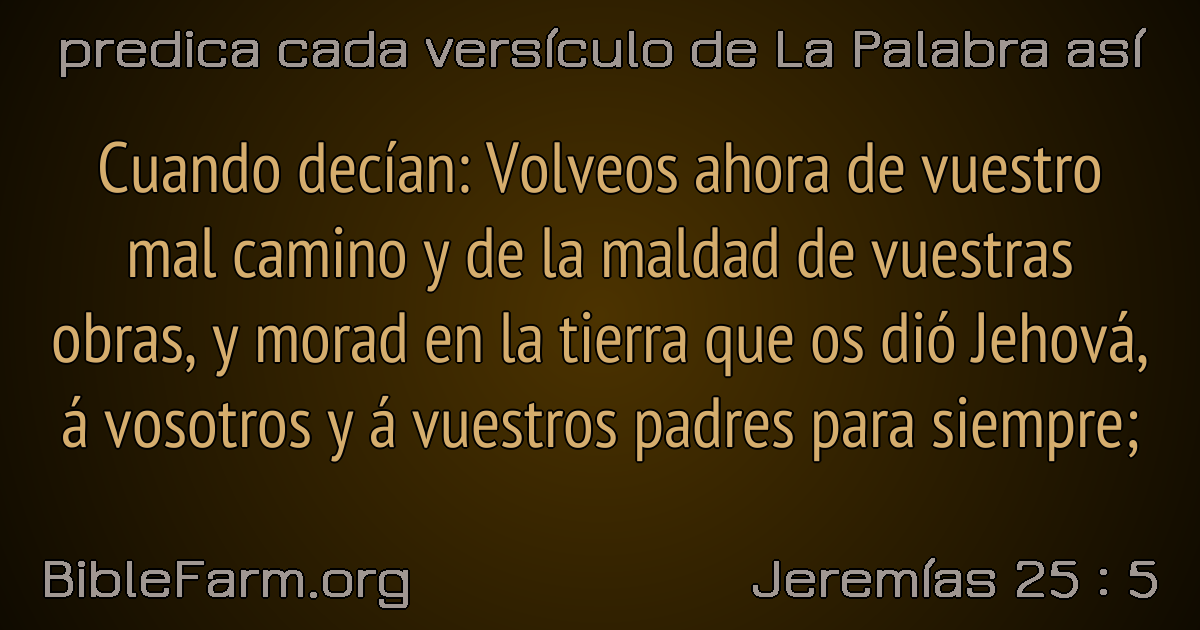 predica cada versículo de La Palabra así
Cuando decían: Volveos ahora de vuestro
mal camino y de la maldad de vuestras
obras, y morad en la tierra que os dió Jehová,
á vosotros y á vuestros padres para siempre;
BibleFarm.org
Jeremías 25 : 5